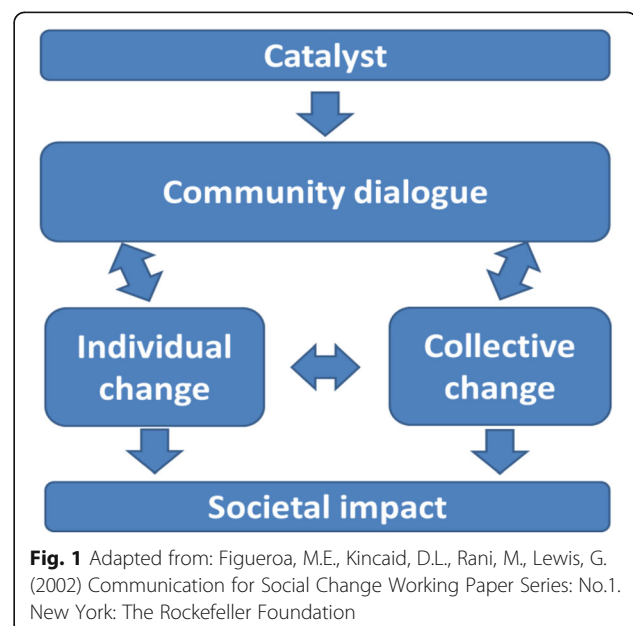 Catalyst
Community dialogue
Individual
change
Collective
change
Societal impact
Fig. 1 Adapted from: Figueroa, M.E., Kincaid, D.L., Rani, M., Lewis, G.
(2002) Communication for Social Change Working Paper Series: No.1.
New York: The Rockefeller Foundation